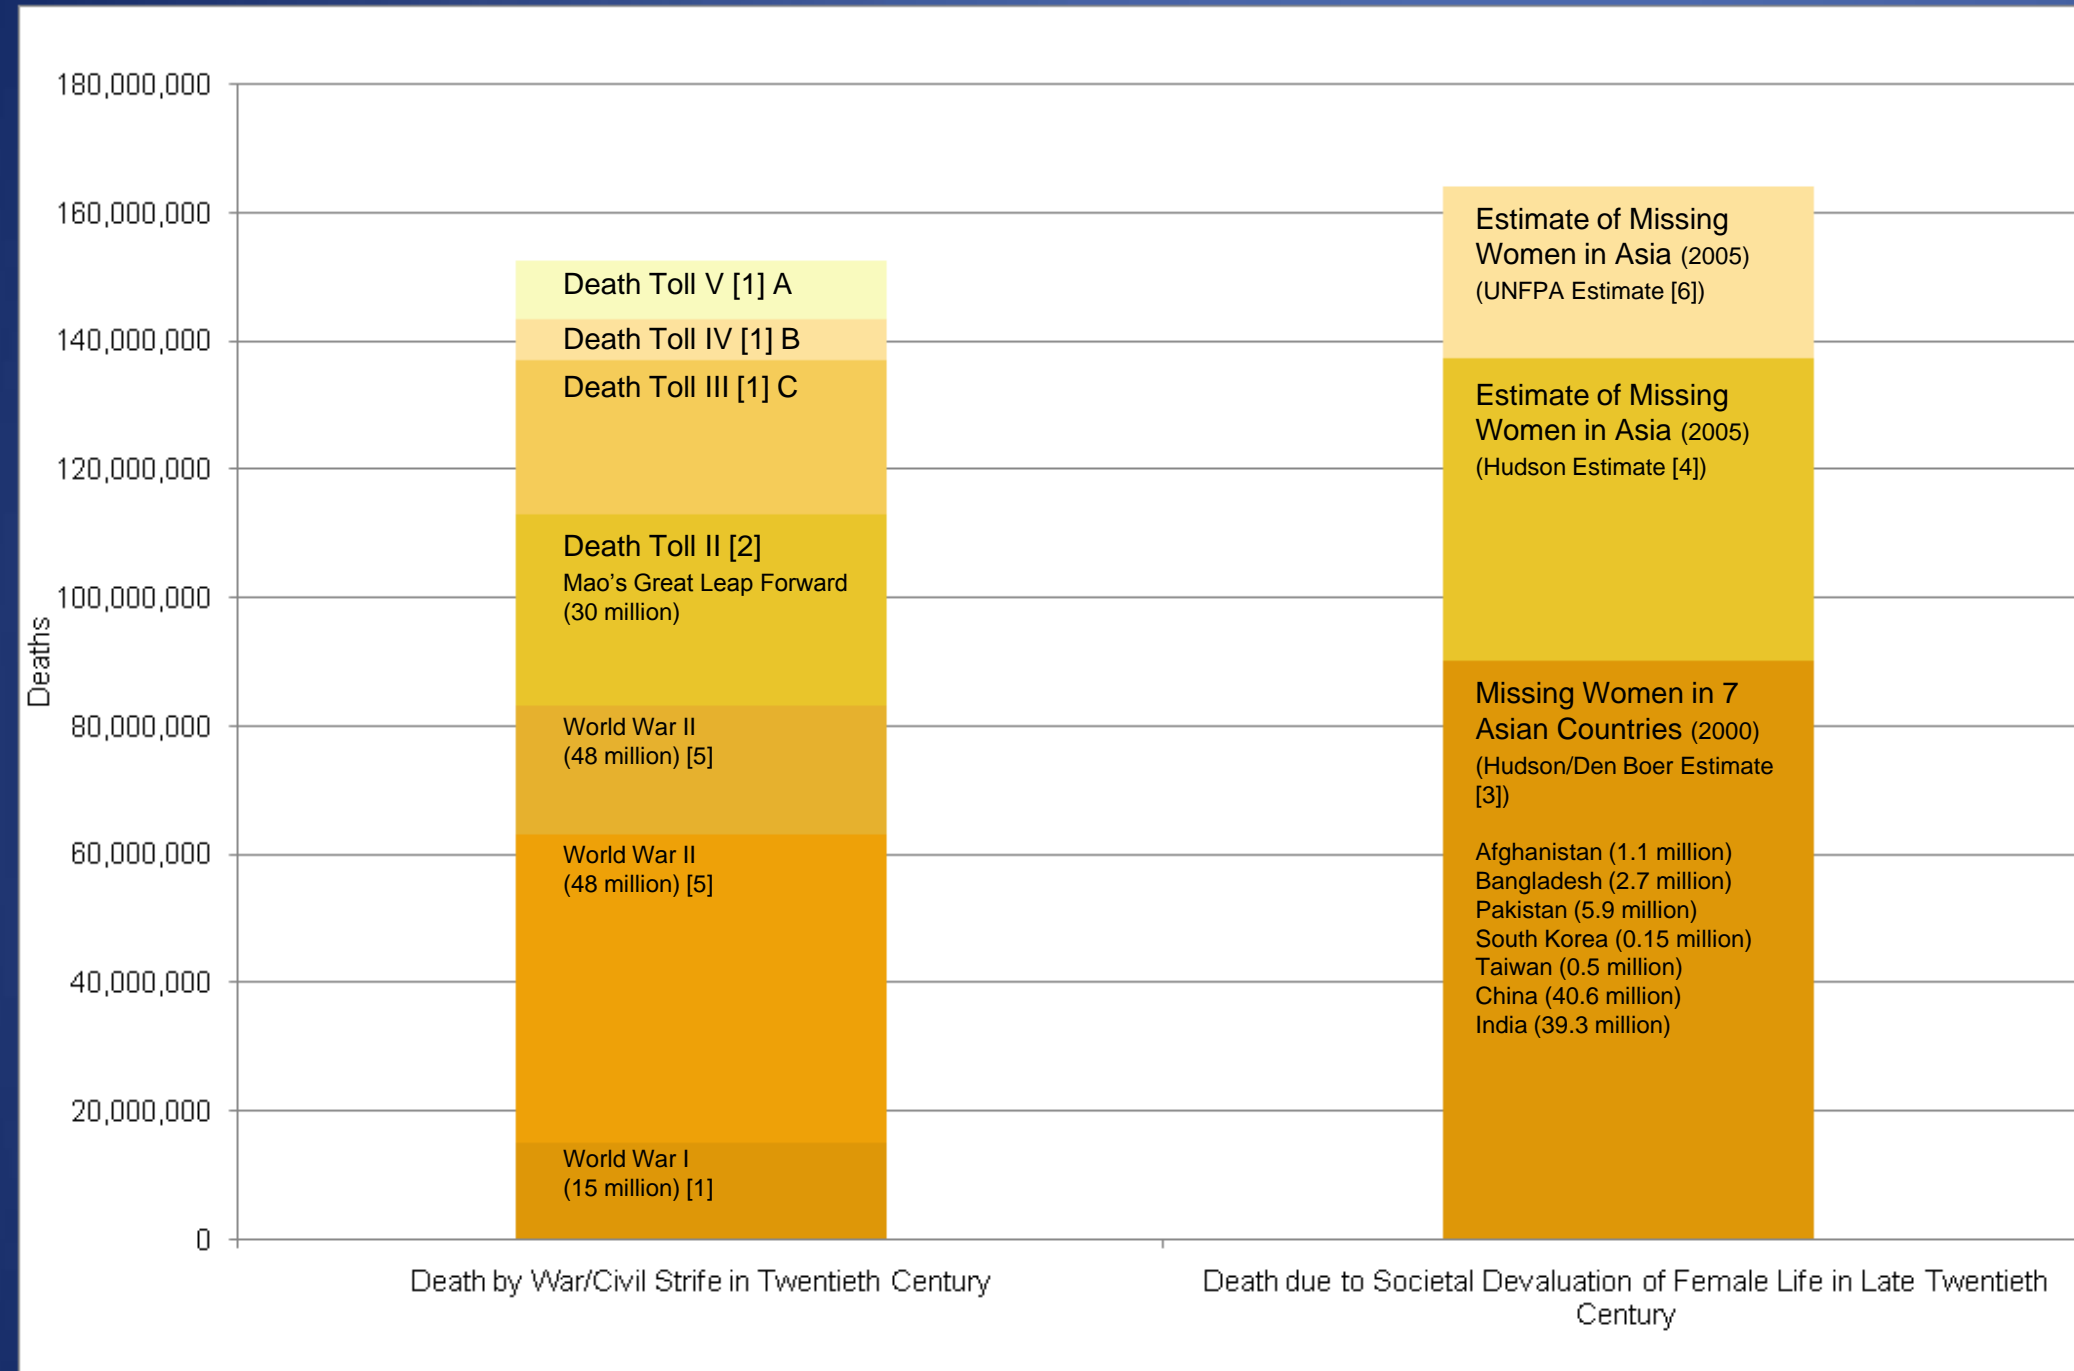 180,000,000
160,000,000
140,000,000
120,000,000
100,000,000
80,000,000
60,000,000
40,000,000
20,000,000
0
Deaths
Death Toll V [1] A
Death Toll IV [1] B
Death Toll III [1] C
Death Toll II [2]
Mao’s Great Leap Forward
(30 million)
World War II
(48 million) [5]
World War II
(48 million) [5]
World War I
(15 million) [1]
Estimate of Missing
Women in Asia (2005)
(UNFPA Estimate [6])
Estimate of Missing
Women in Asia (2005)
(Hudson Estimate [4])
Missing Women in 7
Asian Countries (2000)
(Hudson/Den Boer Estimate
[3])
Afghanistan (1.1 million)
Bangladesh (2.7 million)
Pakistan (5.9 million)
South Korea (0.15 million)
Taiwan (0.5 million)
China (40.6 million)
India (39.3 million)
Death by War/Civil Strife in Twentieth Century
Death due to Societal Devaluation of Female Life in Late Twentieth
Century